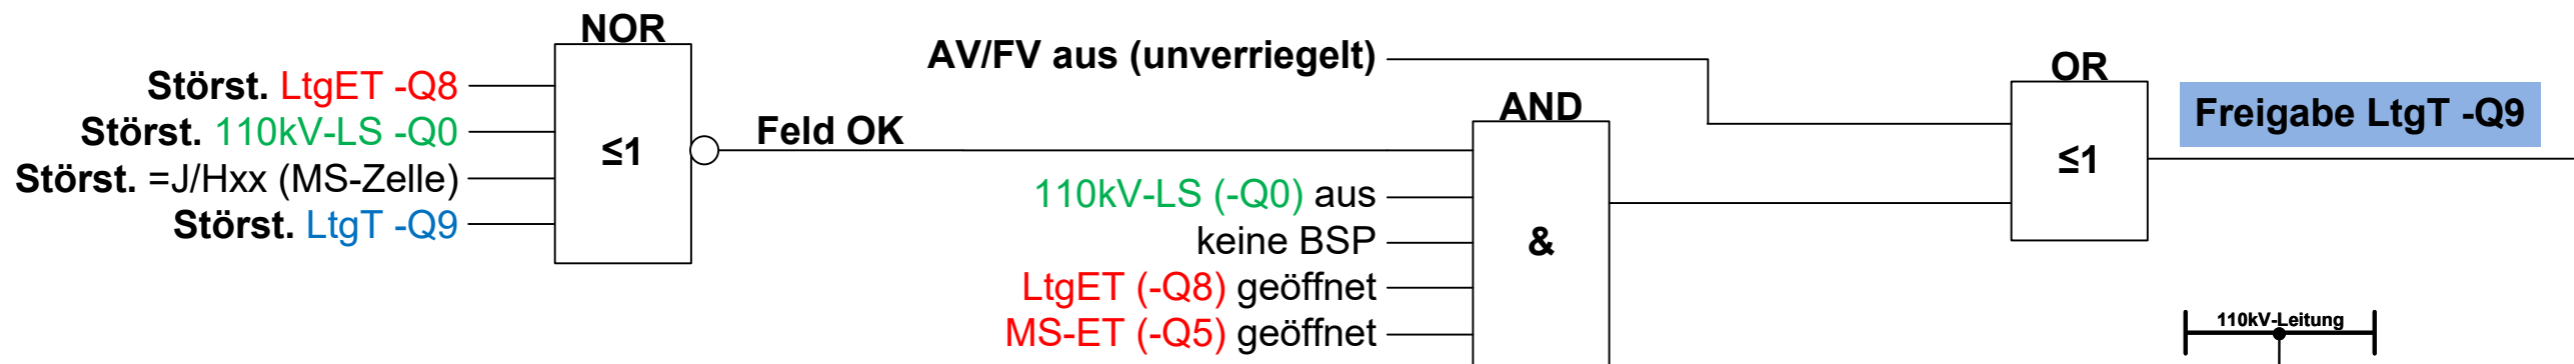 NOR
Störst. LtgET -Q8
Störst. 110kV-LS -Q0
Störst. =J/Hxx (MS-Zelle)
Störst. LtgT -Q9
≤1
Feld OK
AV/FV aus (unverriegelt)
AND
110kV-LS (-Q0) aus
keine BSP
LtgET (-Q8) geöffnet
MS-ET (-Q5) geöffnet
&
OR
≤1
Freigabe LtgT -Q9
110kV-Leitung